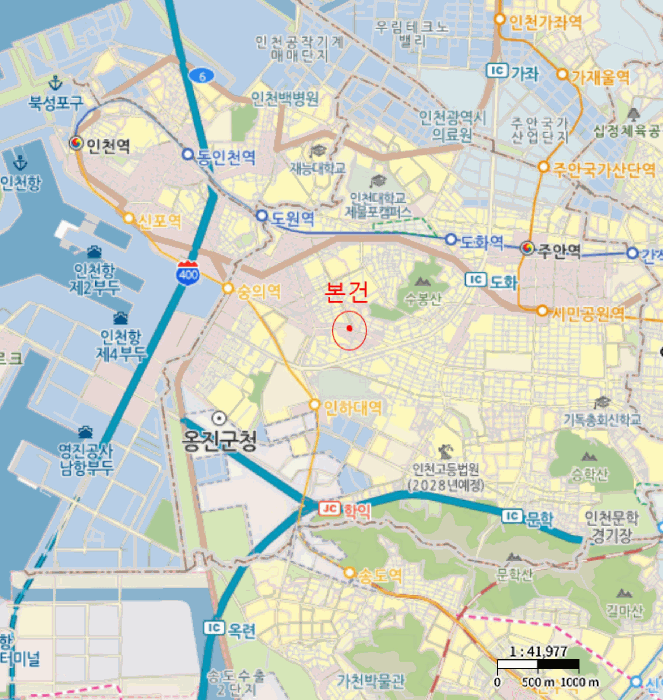 인천가좌역
우림테크노
밸리
인천공작기계
매매단지
IC 가좌
가재울역
6
북성포구
인천백병원
인천광역시
의료원
주안국가
산업단지
십정체육공
인천역
동인천역
재능대학교
주안국가산단역
인천항
인천대학교
제물포캠퍼스
신포역
도원역
도화역
주안역
간석
인천항
제2부두
400
숭의역
본건
수봉산
IC 도화
시민공원역
인천항
제4부두
르크
인하대역
기독총회신학교
옹진군청
영진공사
남항부두
인천고등법원
(2028년예정)
승학산
JC 학익
IC 문학
인천문학
경기장
송도역
문학산
길마산
IC 옥련
항
터미널
송도수출
2단지
가천박물관
1 : 41,977
0 500 m 1000 m